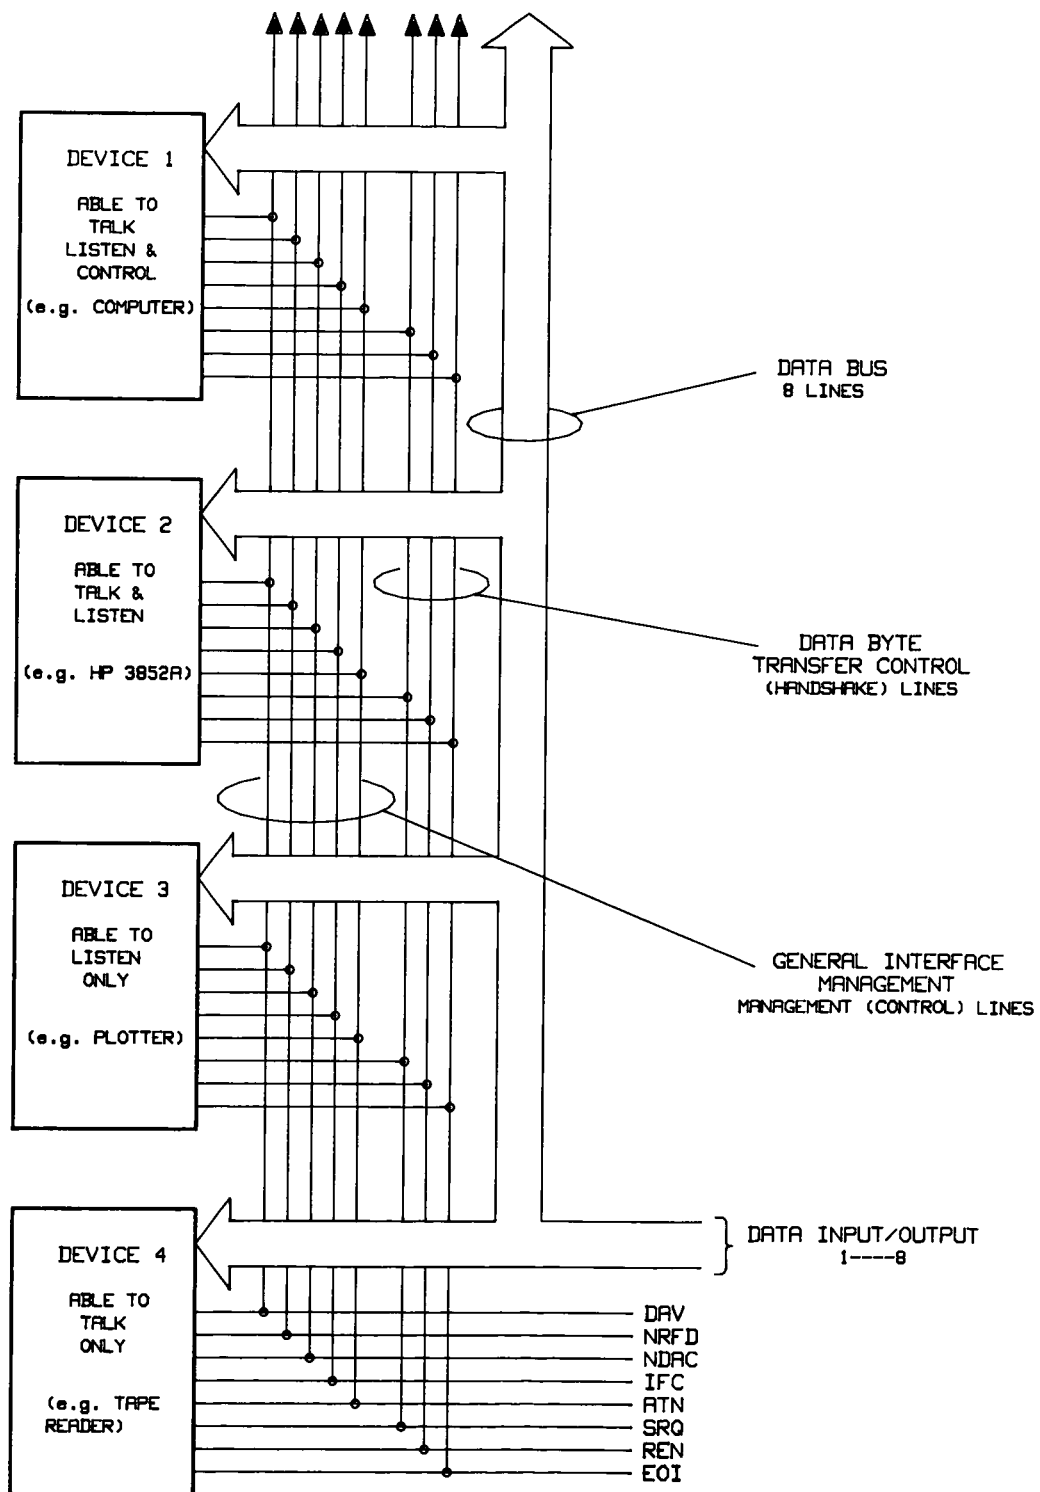 DEVICE 1
ABLE TO
TALK
LISTEN &
CONTROL
(e.g. COMPUTER)
DATA BUS
8 LINES
DEVICE 2
ABLE TO
TALK &
LISTEN
(e.g. HP 3852A)
DATA BYTE
TRANSFER CONTROL
(HANDSHAKE) LINES
DEVICE 3
ABLE TO
LISTEN
ONLY
(e.g. PLOTTER)
GENERAL INTERFACE
MANAGEMENT
MANAGEMENT (CONTROL) LINES
DEVICE 4
ABLE TO
TALK
ONLY
(e.g. TAPE
READER)
DATA INPUT/OUTPUT
1----8
DAV
NRFD
NDAC
IFC
ATN
SRQ
REN
EOI